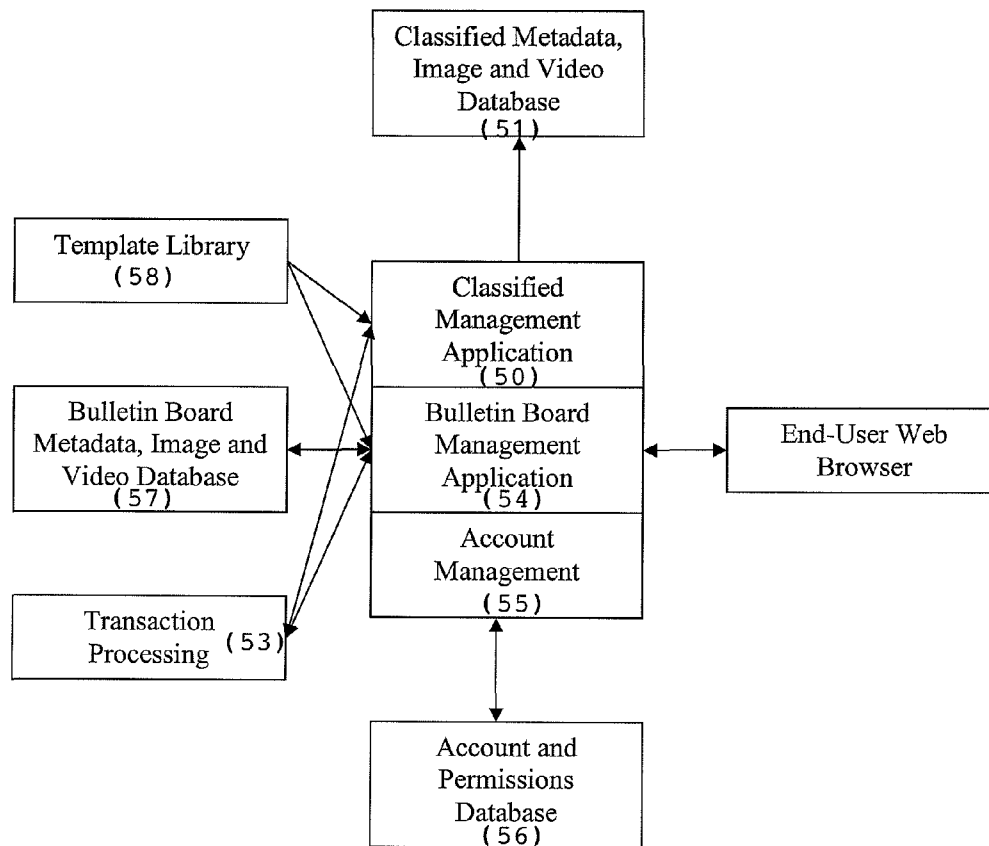 Classified Metadata,
Image and Video
Database
(51)
Template Library
(58)
Classified
Management
Application
(50)
Bulletin Board
Metadata, Image and
Video Database
(57)
Bulletin Board
Management
Application
(54)
End-User Web
Browser
Account
Management
(55)
Transaction
Processing
(53)
Account and
Permissions
Database
(56)